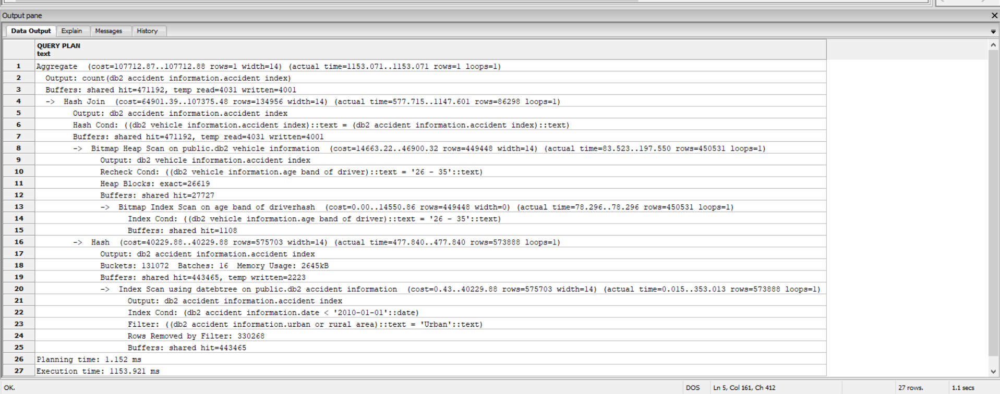 Output pane
Data Output Explain Messages History
QUERY PLAN
text
1 Aggregate (cost=107712.87..107712.88 rows=1 width=14) (actual time=1153.071..1153.071 rows=1 loops=1)
2 Output: count(db2 accident information.accident index)
3 Buffers: shared hit=471192, temp read=4031 written=4001
4 -> Hash Join (cost=64901.39..107375.48 rows=134956 width=14) (actual time=577.715..1147.601 rows=86298 loops=1)
5 Output: db2 accident information.accident index
6 Hash Cond: ((db2 vehicle information.accident index)::text = (db2 accident information.accident index)::text)
7 Buffers: shared hit=471192, temp read=4031 written=4001
8 -> Bitmap Heap Scan on public.db2 vehicle information (cost=14663.22..46900.32 rows=449448 width=14) (actual time=83.523..197.550 rows=450531 loops=1)
9 Output: db2 vehicle information.accident index
10 Recheck Cond: ((db2 vehicle information.age band of driver)::text = '26 - 35'::text)
11 Heap Blocks: exact=26619
12 Buffers: shared hit=27727
13 -> Bitmap Index Scan on age band of driverhash (cost=0.00..14550.86 rows=449448 width=0) (actual time=78.296..78.296 rows=450531 loops=1)
14 Index Cond: ((db2 vehicle information.age band of driver)::text = '26 - 35'::text)
15 Buffers: shared hit=1108
16 -> Hash (cost=40229.88..40229.88 rows=575703 width=14) (actual time=477.840..477.840 rows=573888 loops=1)
17 Output: db2 accident information.accident index
18 Buckets: 131072 Batches: 16 Memory Usage: 2645kB
19 Buffers: shared hit=443465, temp written=2223
20 -> Index Scan using datebtree on public.db2 accident information (cost=0.43..40229.88 rows=575703 width=14) (actual time=0.015..353.013 rows=573888 loops=1)
21 Output: db2 accident information.accident index
22 Index Cond: (db2 accident information.date < '2010-01-01'::date)
23 Filter: ((db2 accident information.urban or rural area)::text = 'Urban'::text)
24 Rows Removed by Filter: 330268
25 Buffers: shared hit=443465
26 Planning time: 1.152 ms
27 Execution time: 1153.921 ms
OK. DOS Ln 5, Col 161, Ch 412 27 rows. 1.1 secs